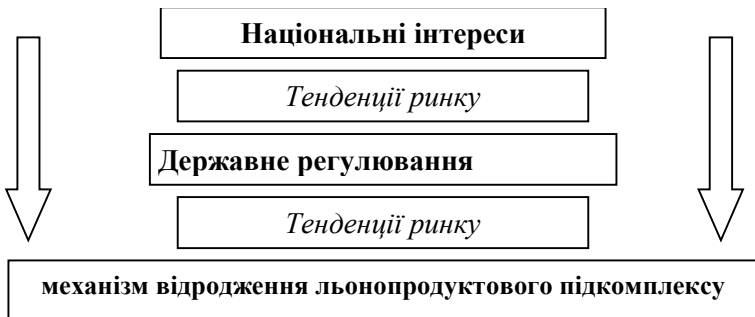 Національні інтереси
Тенденції ринку
Державне регулювання
Тенденції ринку
механізм відродження льонопродуктового підкомплексу